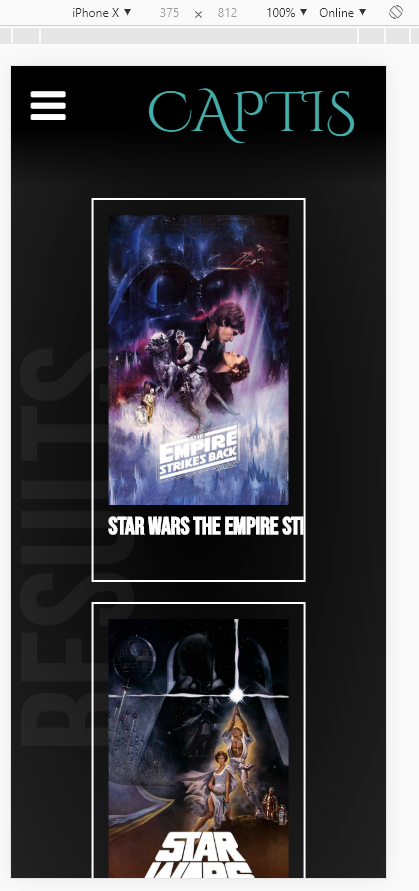 iPhone X ▼ 375 × 812 100% ▼ Online ▼
CAPTIS
RESULTS
THE
EMPIRE
STRIKES BACK
STAR WARS THE EMPIRE STI
STAR
WARS